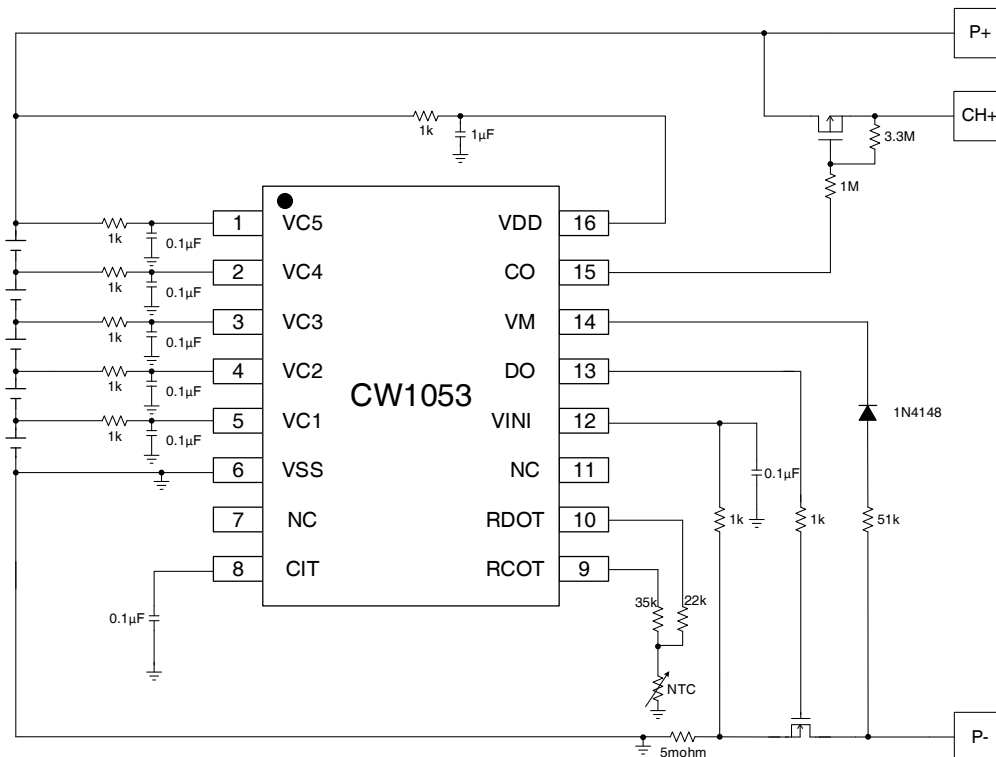 P+
CH+
1k
1µF
3.3M
1M
1 VC5 VDD 16
1k
0.1µF
2 VC4 CO 15
1k
0.1µF
3 VC3 VM 14
1k
0.1µF
4 VC2 DO 13
1k
0.1µF
CW1053
1N4148
5 VC1 VINI 12
1k
0.1µF
6 VSS NC 11
0.1µF
7 NC RDOT 10
1k
1k
51k
8 CIT RCOT 9
0.1µF
35k
22k
NTC
5mohm
P-